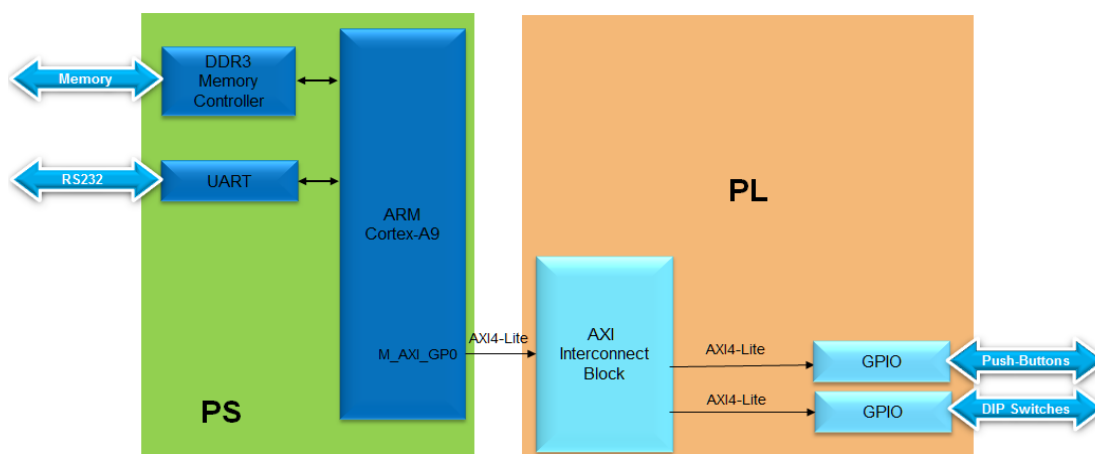 Memory
DDR3
Memory
Controller
RS232
UART
ARM
Cortex-A9
M_AXI_GP0
PS
AXI4-Lite
PL
AXI
Interconnect
Block
AXI4-Lite
GPIO
Push-Buttons
AXI4-Lite
GPIO
DIP Switches